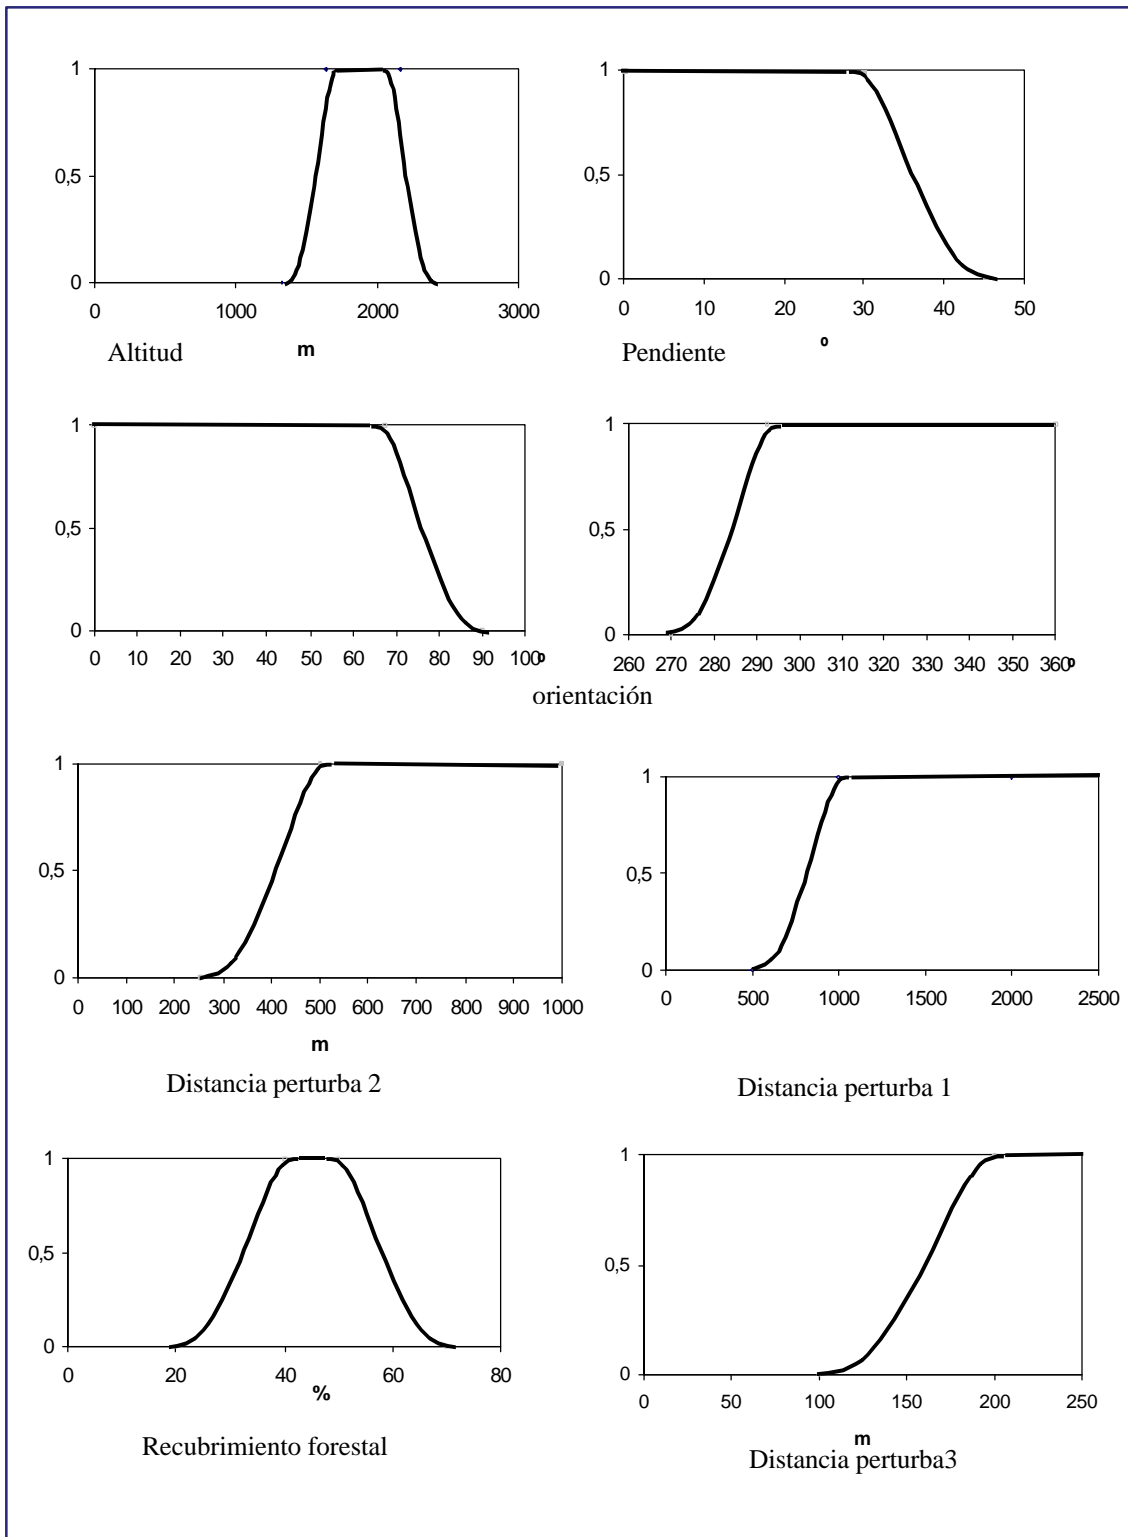 1
0,5
0
0 1000 2000 3000
Altitud m
1
0,5
0
0 10 20 30 40 50
Pendiente º
1
0,5
0
0 10 20 30 40 50 60 70 80 90 100º
1
0,5
0
260 270 280 290 300 310 320 330 340 350 360º
orientación
1
0,5
0
0 100 200 300 400 500 600 700 800 900 1000
m
Distancia perturba 2
1
0,5
0
0 500 1000 1500 2000 2500
Distancia perturba 1
1
0,5
0
0 20 40 60 80
%
Recubrimiento forestal
1
0,5
0
0 50 100 150 200 250
m
Distancia perturba3